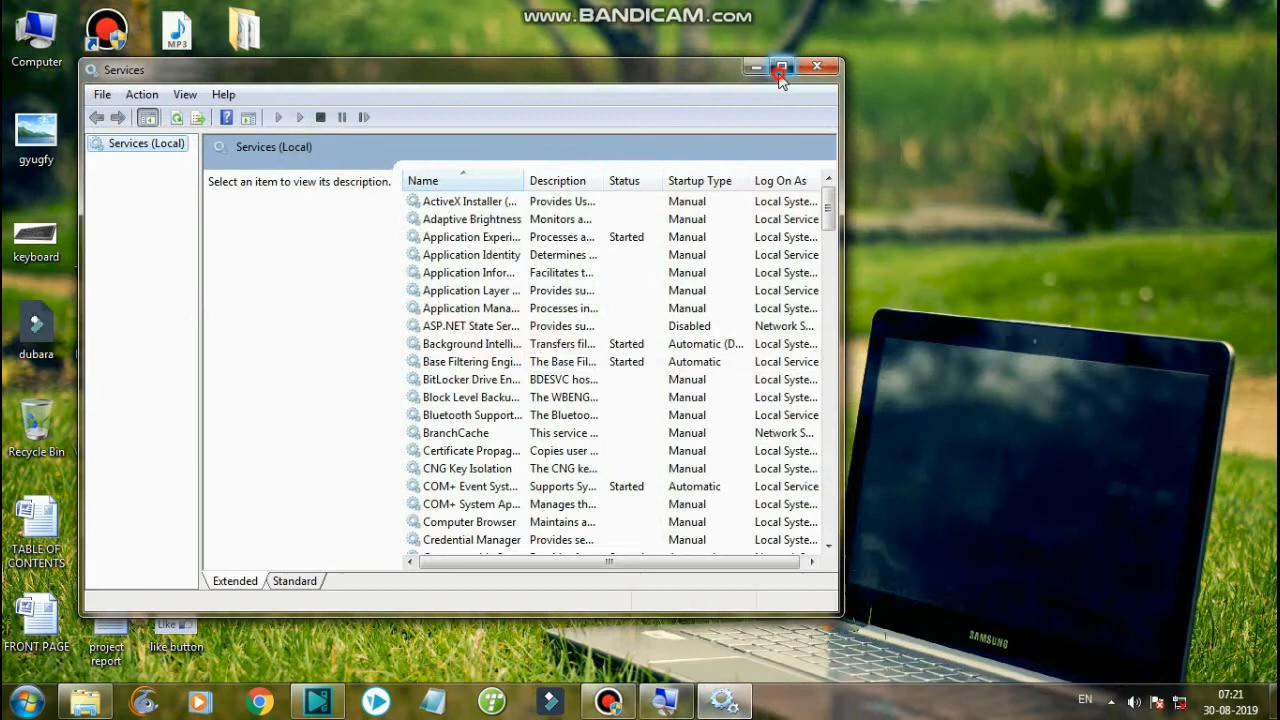 www.BANDICAM.com
Computer
MP3
gyugfy
keyboard
dubara
Recycle Bin
TABLE OF
CONTENTS
FRONT PAGE
project
report
like button
Like
Services
File Action View Help
Services (Local)
Services (Local)
Select an item to view its description.
Name Description Status Startup Type Log On As
ActiveX Installer (... Provides Us... Manual Local Syste...
Adaptive Brightness Monitors a... Manual Local Service
Application Experi... Processes a... Started Manual Local Syste...
Application Identity Determines ... Manual Local Service
Application Infor... Facilitates t... Manual Local Syste...
Application Layer ... Provides su... Manual Local Service
Application Mana... Processes in... Manual Local Syste...
ASP.NET State Ser... Provides su... Disabled Network S...
Background Intelli... Transfers fil... Started Automatic (D... Local Syste...
Base Filtering Engi... The Base Fil... Started Automatic Local Service
BitLocker Drive En... BDESVC hos... Manual Local Syste...
Block Level Backu... The WBENG... Manual Local Syste...
Bluetooth Support... The Bluetoo... Manual Local Service
BranchCache This service ... Manual Network S...
Certificate Propag... Copies user ... Manual Local Syste...
CNG Key Isolation The CNG ke... Manual Local Syste...
COM+ Event Syst... Supports Sy... Started Automatic Local Service
COM+ System Ap... Manages th... Manual Local Syste...
Computer Browser Maintains a... Manual Local Syste...
Credential Manager Provides se... Manual Local Syste...
Extended Standard
SAMSUNG
EN
07:21
30-08-2019